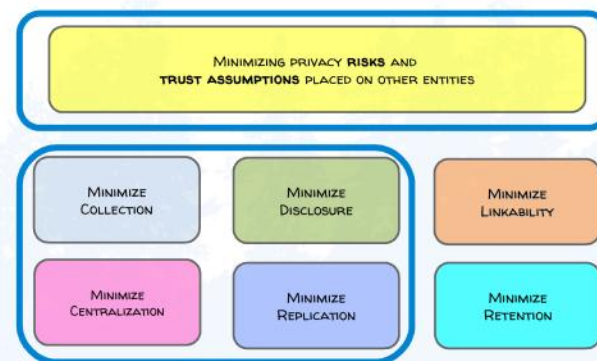 Minimizing privacy risks and
trust assumptions placed on other entities
Minimize
Collection
Minimize
Disclosure
Minimize
Linkability
Minimize
Centralization
Minimize
Replication
Minimize
Retention